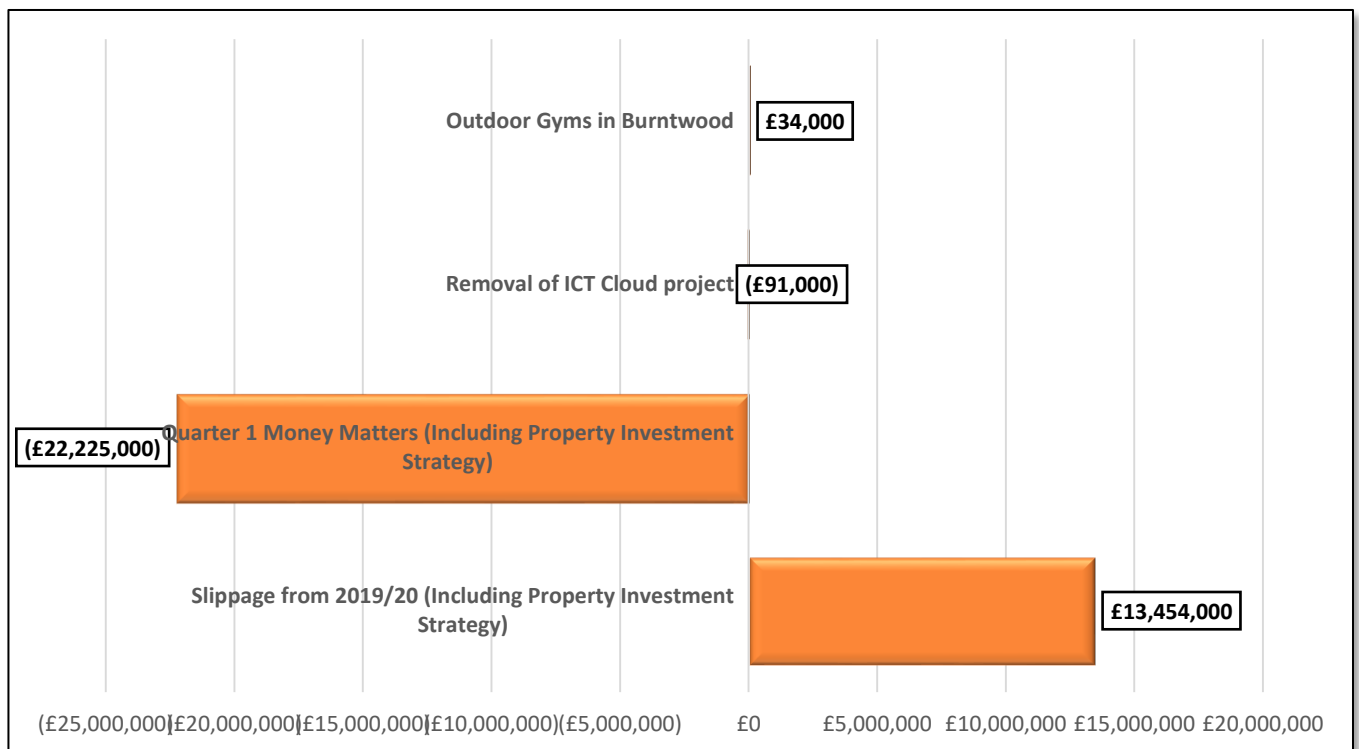 Outdoor Gyms in Burntwood
£34,000
Removal of ICT Cloud project
(£91,000)
(£22,225,000)
Quarter 1 Money Matters (Including Property Investment
Strategy)
Slippage from 2019/20 (Including Property Investment
Strategy)
£13,454,000
(£25,000,000) (£20,000,000) (£15,000,000) (£10,000,000) (£5,000,000) £0 £5,000,000 £10,000,000 £15,000,000 £20,000,000